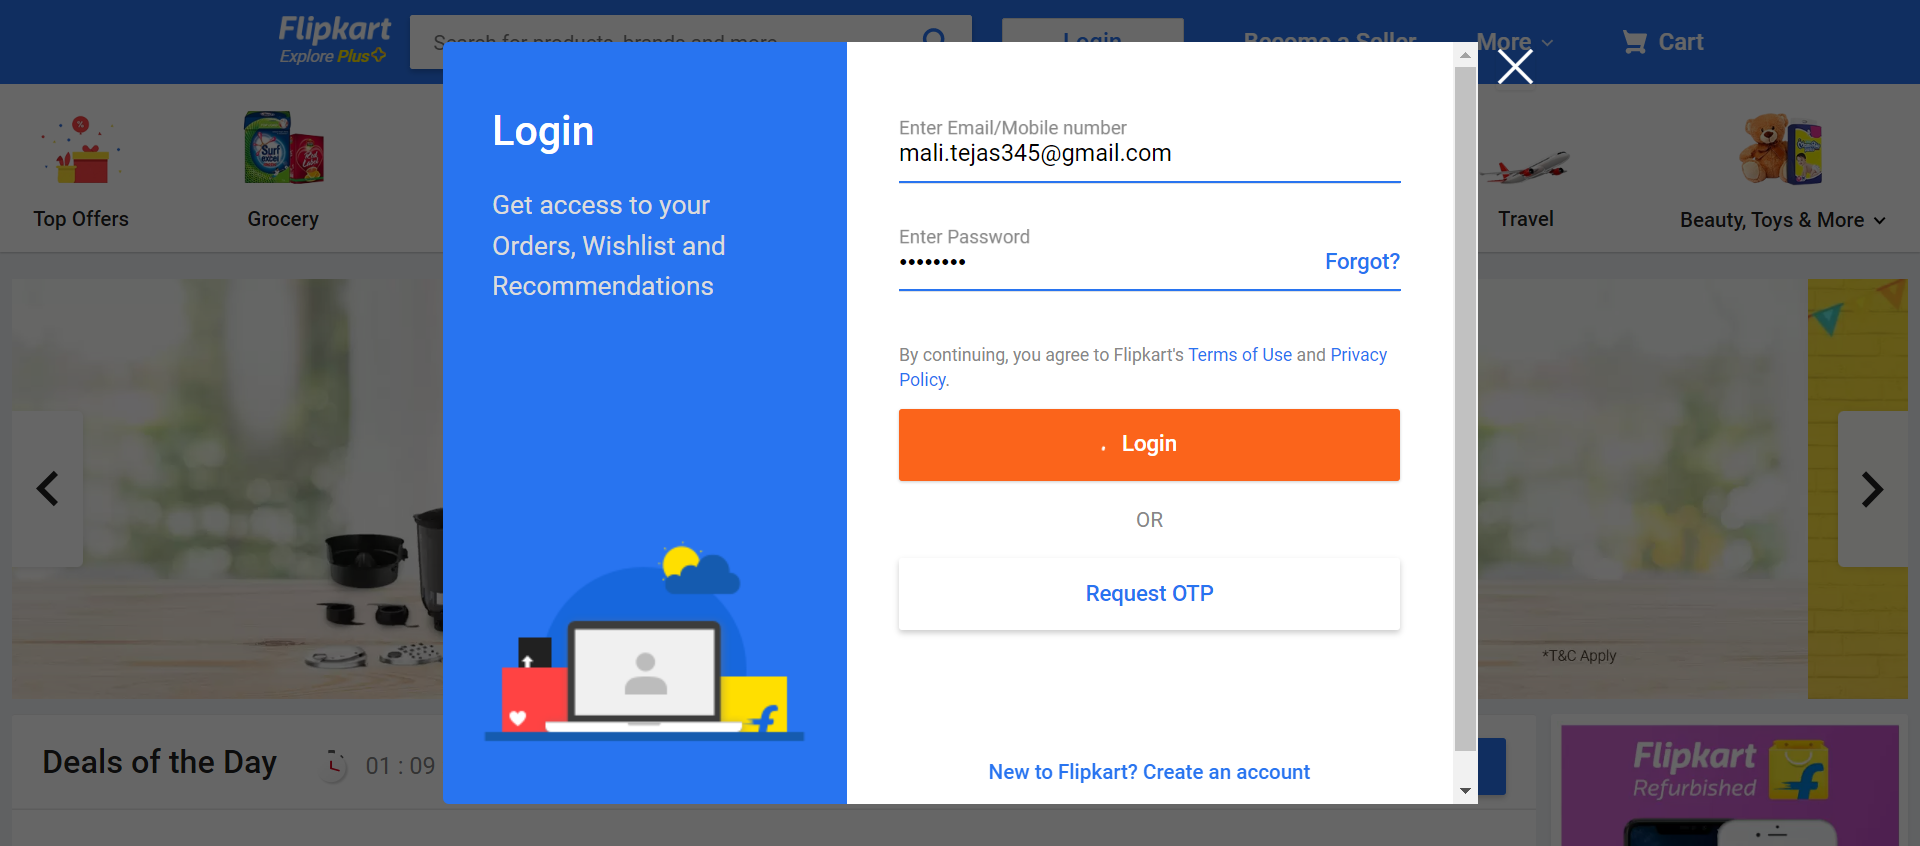 Flipkart
Explore Plus
Search for products, brands and more
Login
Become a Seller
More
Cart
Top Offers
Grocery
Travel
Beauty, Toys & More
Login
Get access to your
Orders, Wishlist and
Recommendations
Enter Email/Mobile number
mali.tejas345@gmail.com
Enter Password
••••••••
Forgot?
By continuing, you agree to Flipkart's Terms of Use and Privacy
Policy.
Login
OR
Request OTP
New to Flipkart? Create an account
*T&C Apply
Deals of the Day
01 : 09
Flipkart
Refurbished
Surf
excel